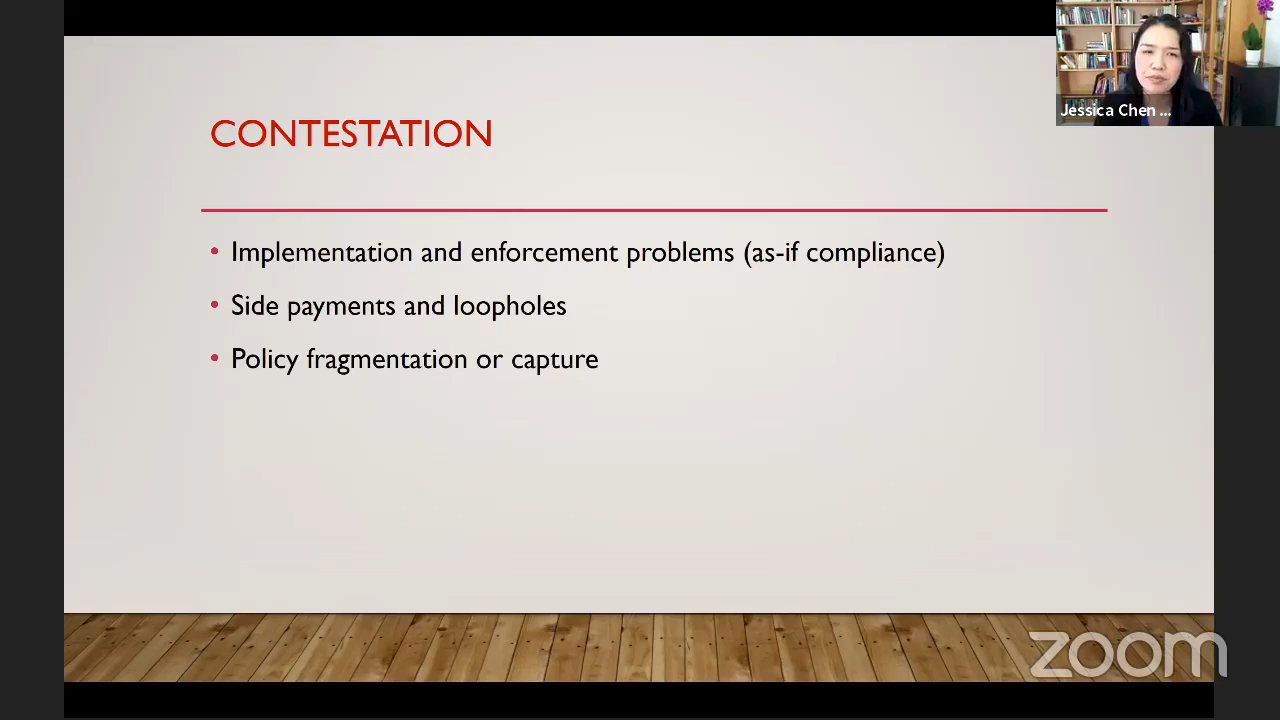 Jessica Chen ...
CONTESTATION
• Implementation and enforcement problems (as-if compliance)
• Side payments and loopholes
• Policy fragmentation or capture
zoom